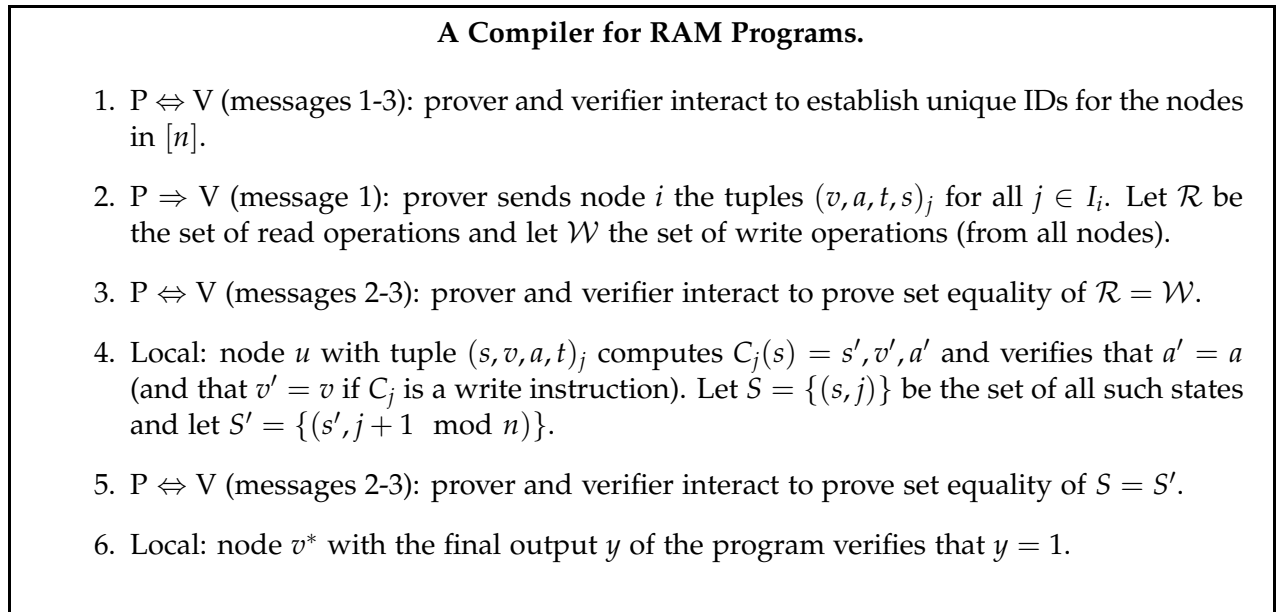 A Compiler for RAM Programs.
1. P ⇔ V (messages 1-3): prover and verifier interact to establish unique IDs for the nodes
in [n].
2. P ⇒ V (message 1): prover sends node i the tuples (v, a, t, s)ⱼ for all j ∈ Iᵢ. Let ℛ be
the set of read operations and let 𝒲 the set of write operations (from all nodes).
3. P ⇔ V (messages 2-3): prover and verifier interact to prove set equality of ℛ = 𝒲.
4. Local: node u with tuple (s, v, a, t)ⱼ computes Cⱼ(s) = s′, v′, a′ and verifies that a′ = a
(and that v′ = v if Cⱼ is a write instruction). Let S = {(s, j)} be the set of all such states
and let S′ = {(s′, j + 1 mod n)}.
5. P ⇔ V (messages 2-3): prover and verifier interact to prove set equality of S = S′.
6. Local: node v* with the final output y of the program verifies that y = 1.